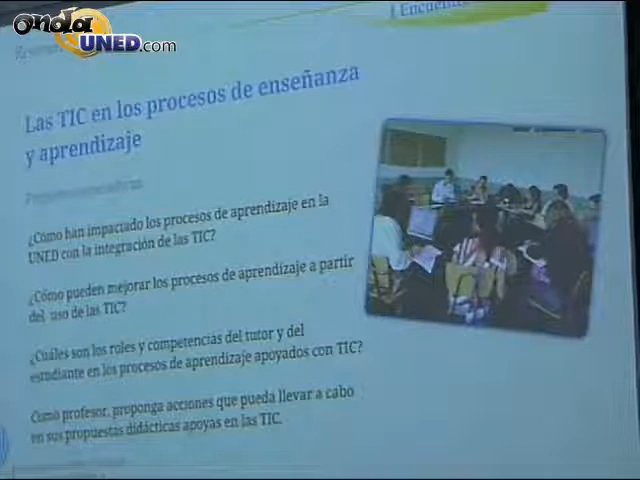 onda UNED.com
Las TIC en los procesos de enseñanza
y aprendizaje
¿Cómo han impactado los procesos de aprendizaje en la
UNED con la integración de las TIC?
¿Cómo pueden mejorar los procesos de aprendizaje a partir
del uso de las TIC?
¿Cuáles son los roles y competencias del tutor y del
estudiante en los procesos de aprendizaje apoyados con TIC?
Como profesor, proponga acciones que pueda llevar a cabo
en sus propuestas didácticas apoyas en las TIC.